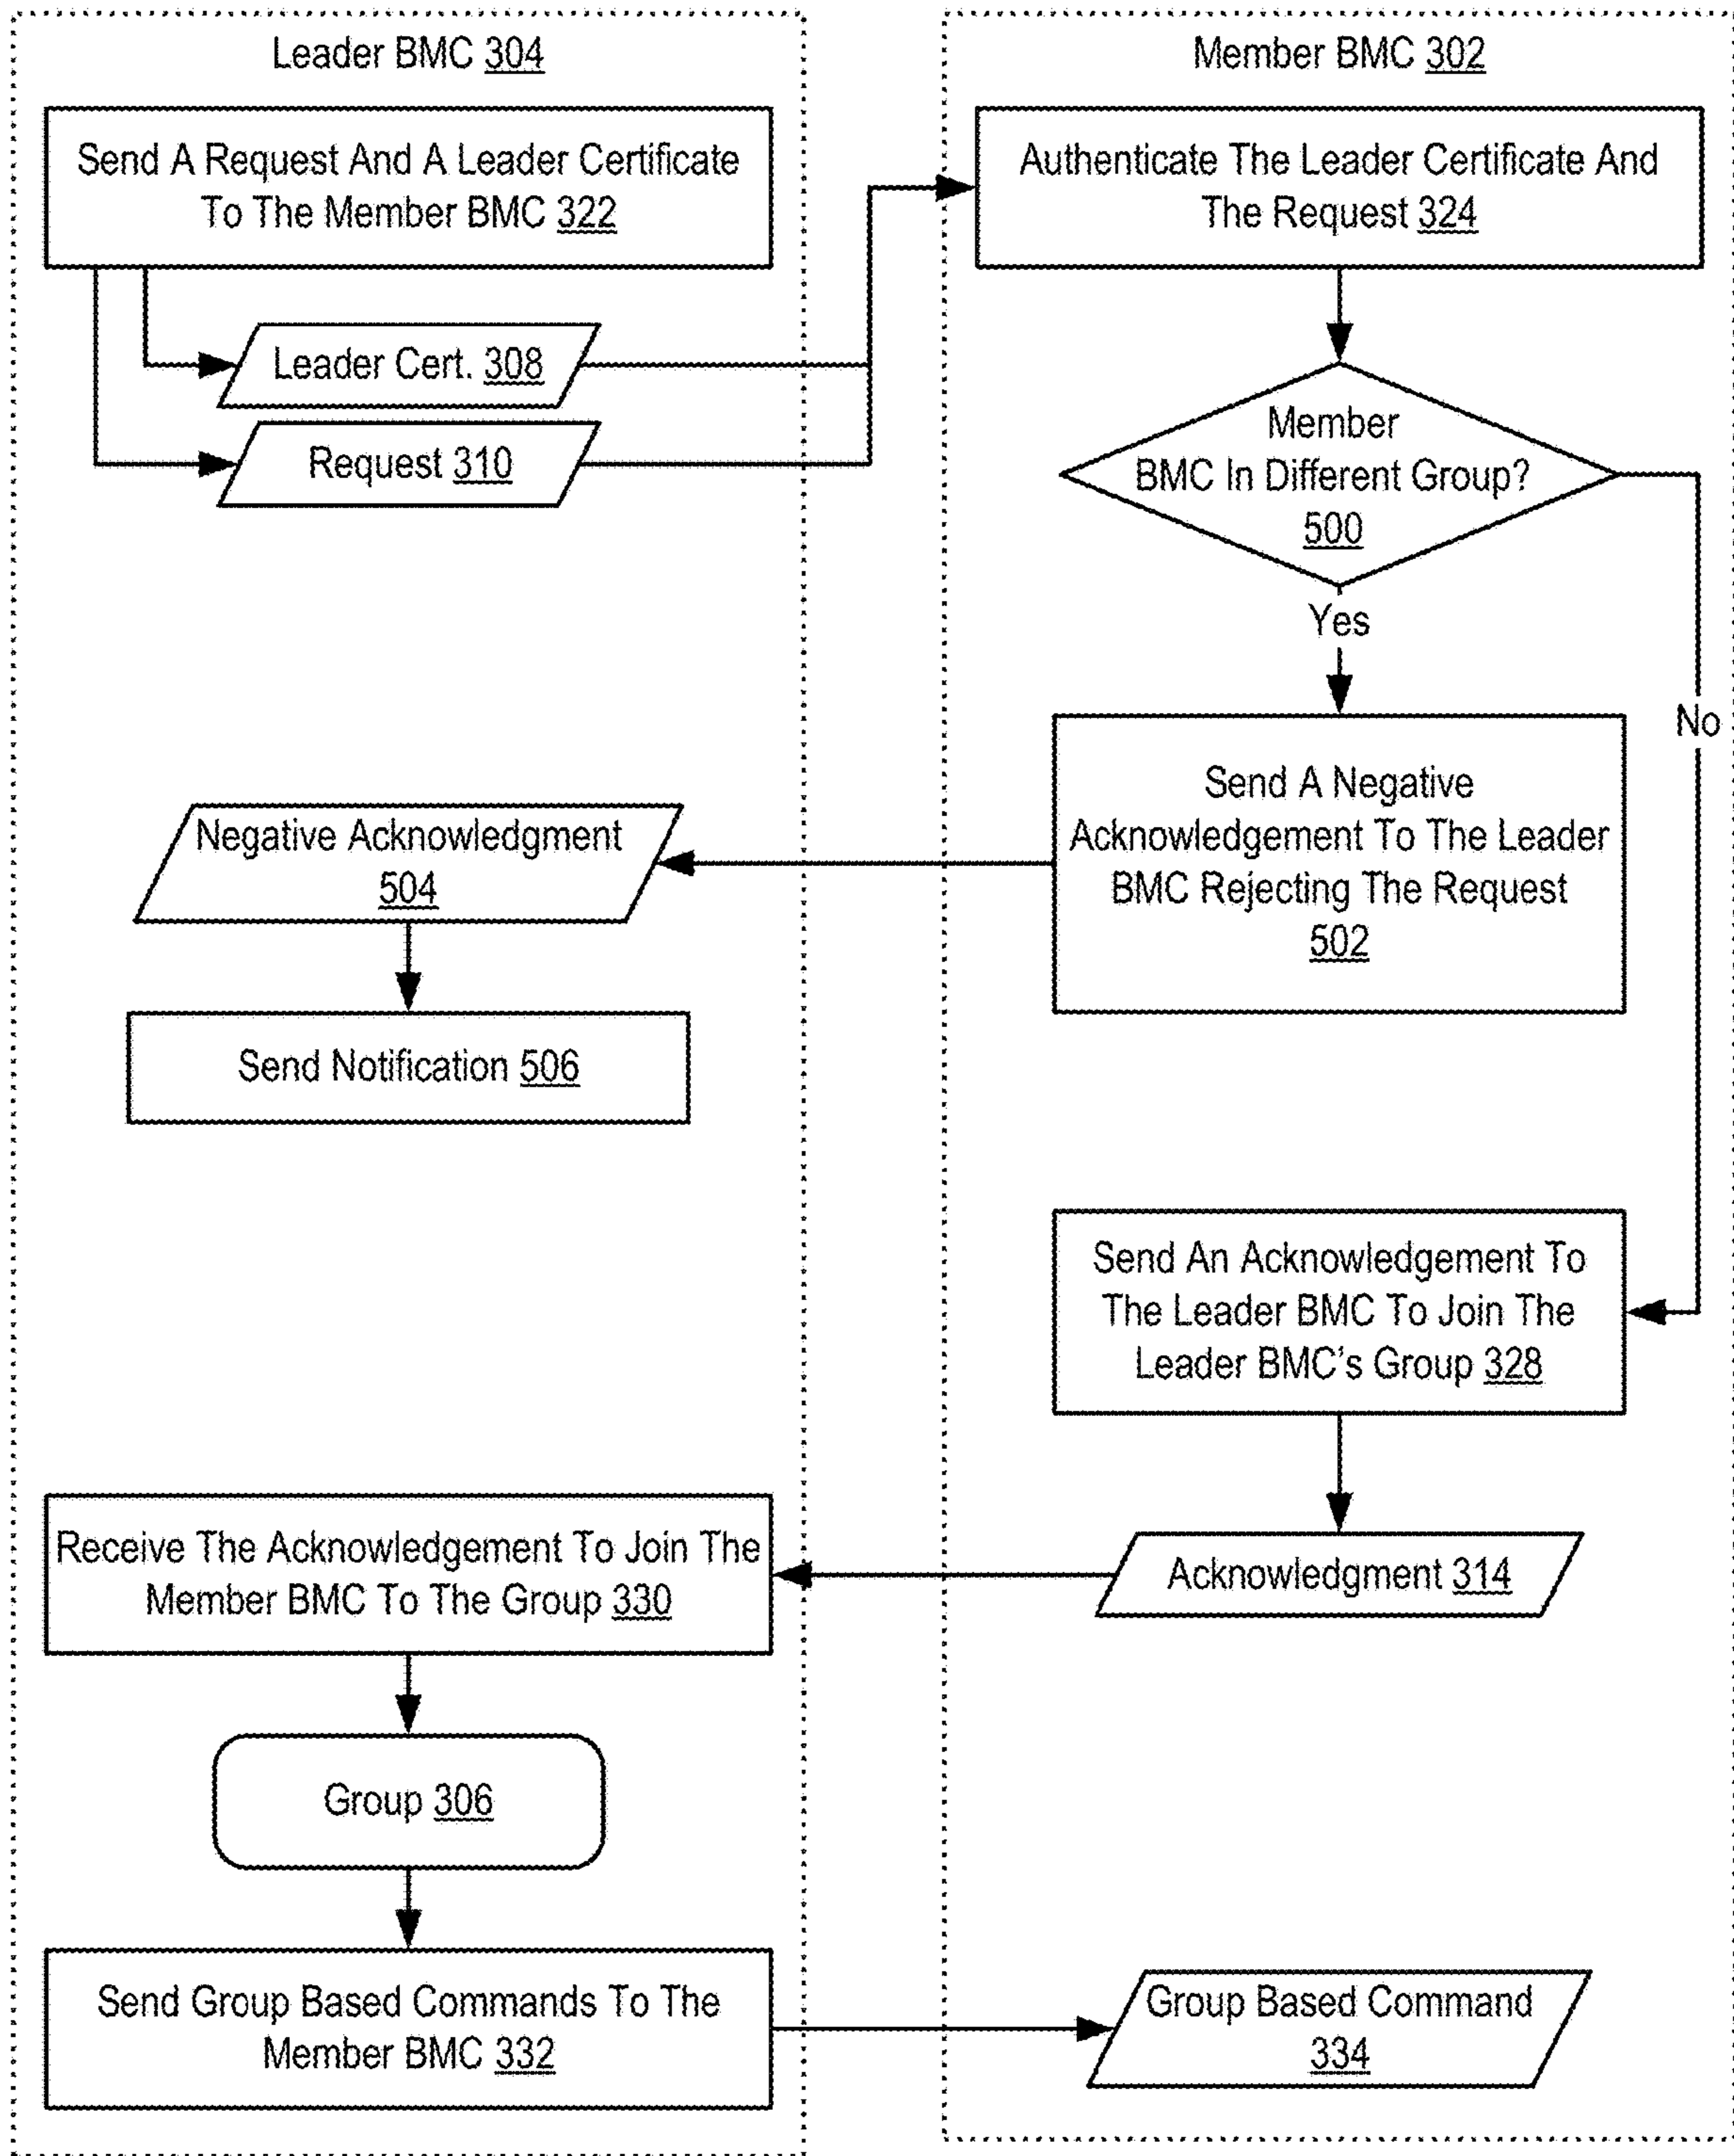 Leader BMC 304
Send A Request And A Leader Certificate
To The Member BMC 322
Leader Cert. 308
Request 310
Member BMC 302
Authenticate The Leader Certificate And
The Request 324
Member
BMC In Different Group?
500
Yes
No
Send A Negative
Acknowledgement To The Leader
BMC Rejecting The Request
502
Negative Acknowledgment
504
Send Notification 506
Send An Acknowledgement To
The Leader BMC To Join The
Leader BMC's Group 328
Acknowledgment 314
Receive The Acknowledgement To Join The
Member BMC To The Group 330
Group 306
Send Group Based Commands To The
Member BMC 332
Group Based Command
334